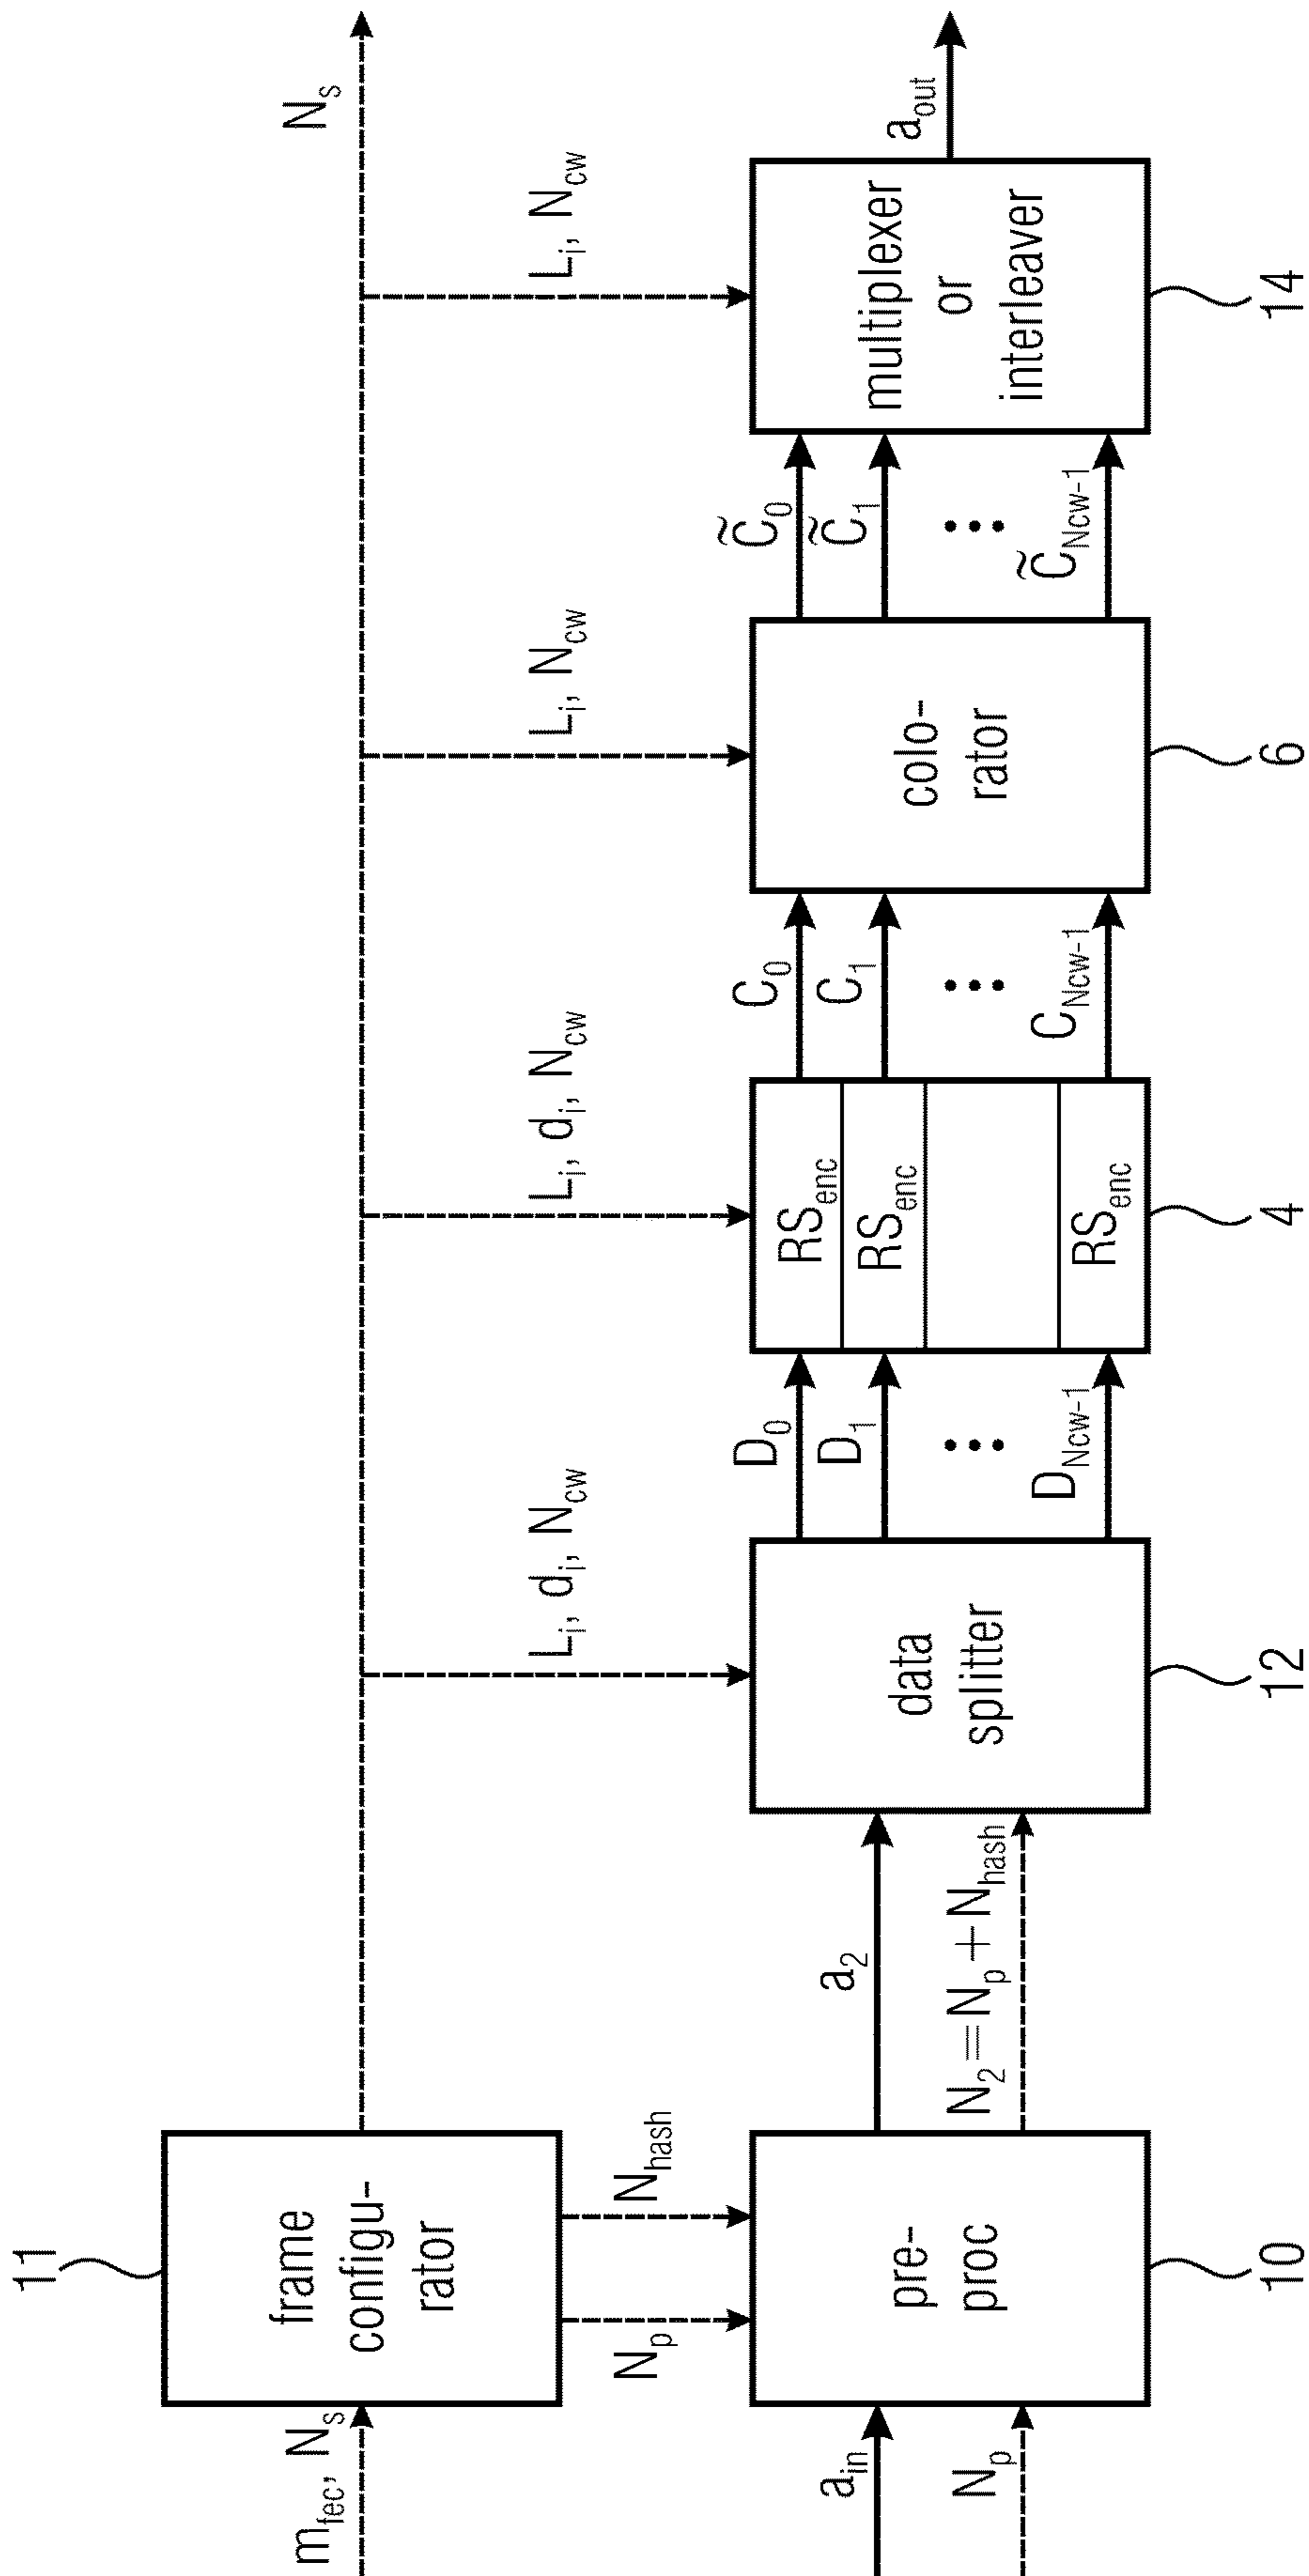 11
m_fec, N_s
frame
configu-
rator
N_s
N_p
N_hash
L_i, d_i, N_cw
L_i, d_i, N_cw
L_i, N_cw
L_i, N_cw
a_in
N_p
pre-
proc
10
a_2
N_2=N_p+N_hash
data
splitter
12
D_0
D_1
D_Ncw-1
RS_enc
RS_enc
RS_enc
4
C_0
C_1
C_Ncw-1
colo-
rator
6
C̃_0
C̃_1
C̃_Ncw-1
multiplexer
or
interleaver
14
a_out